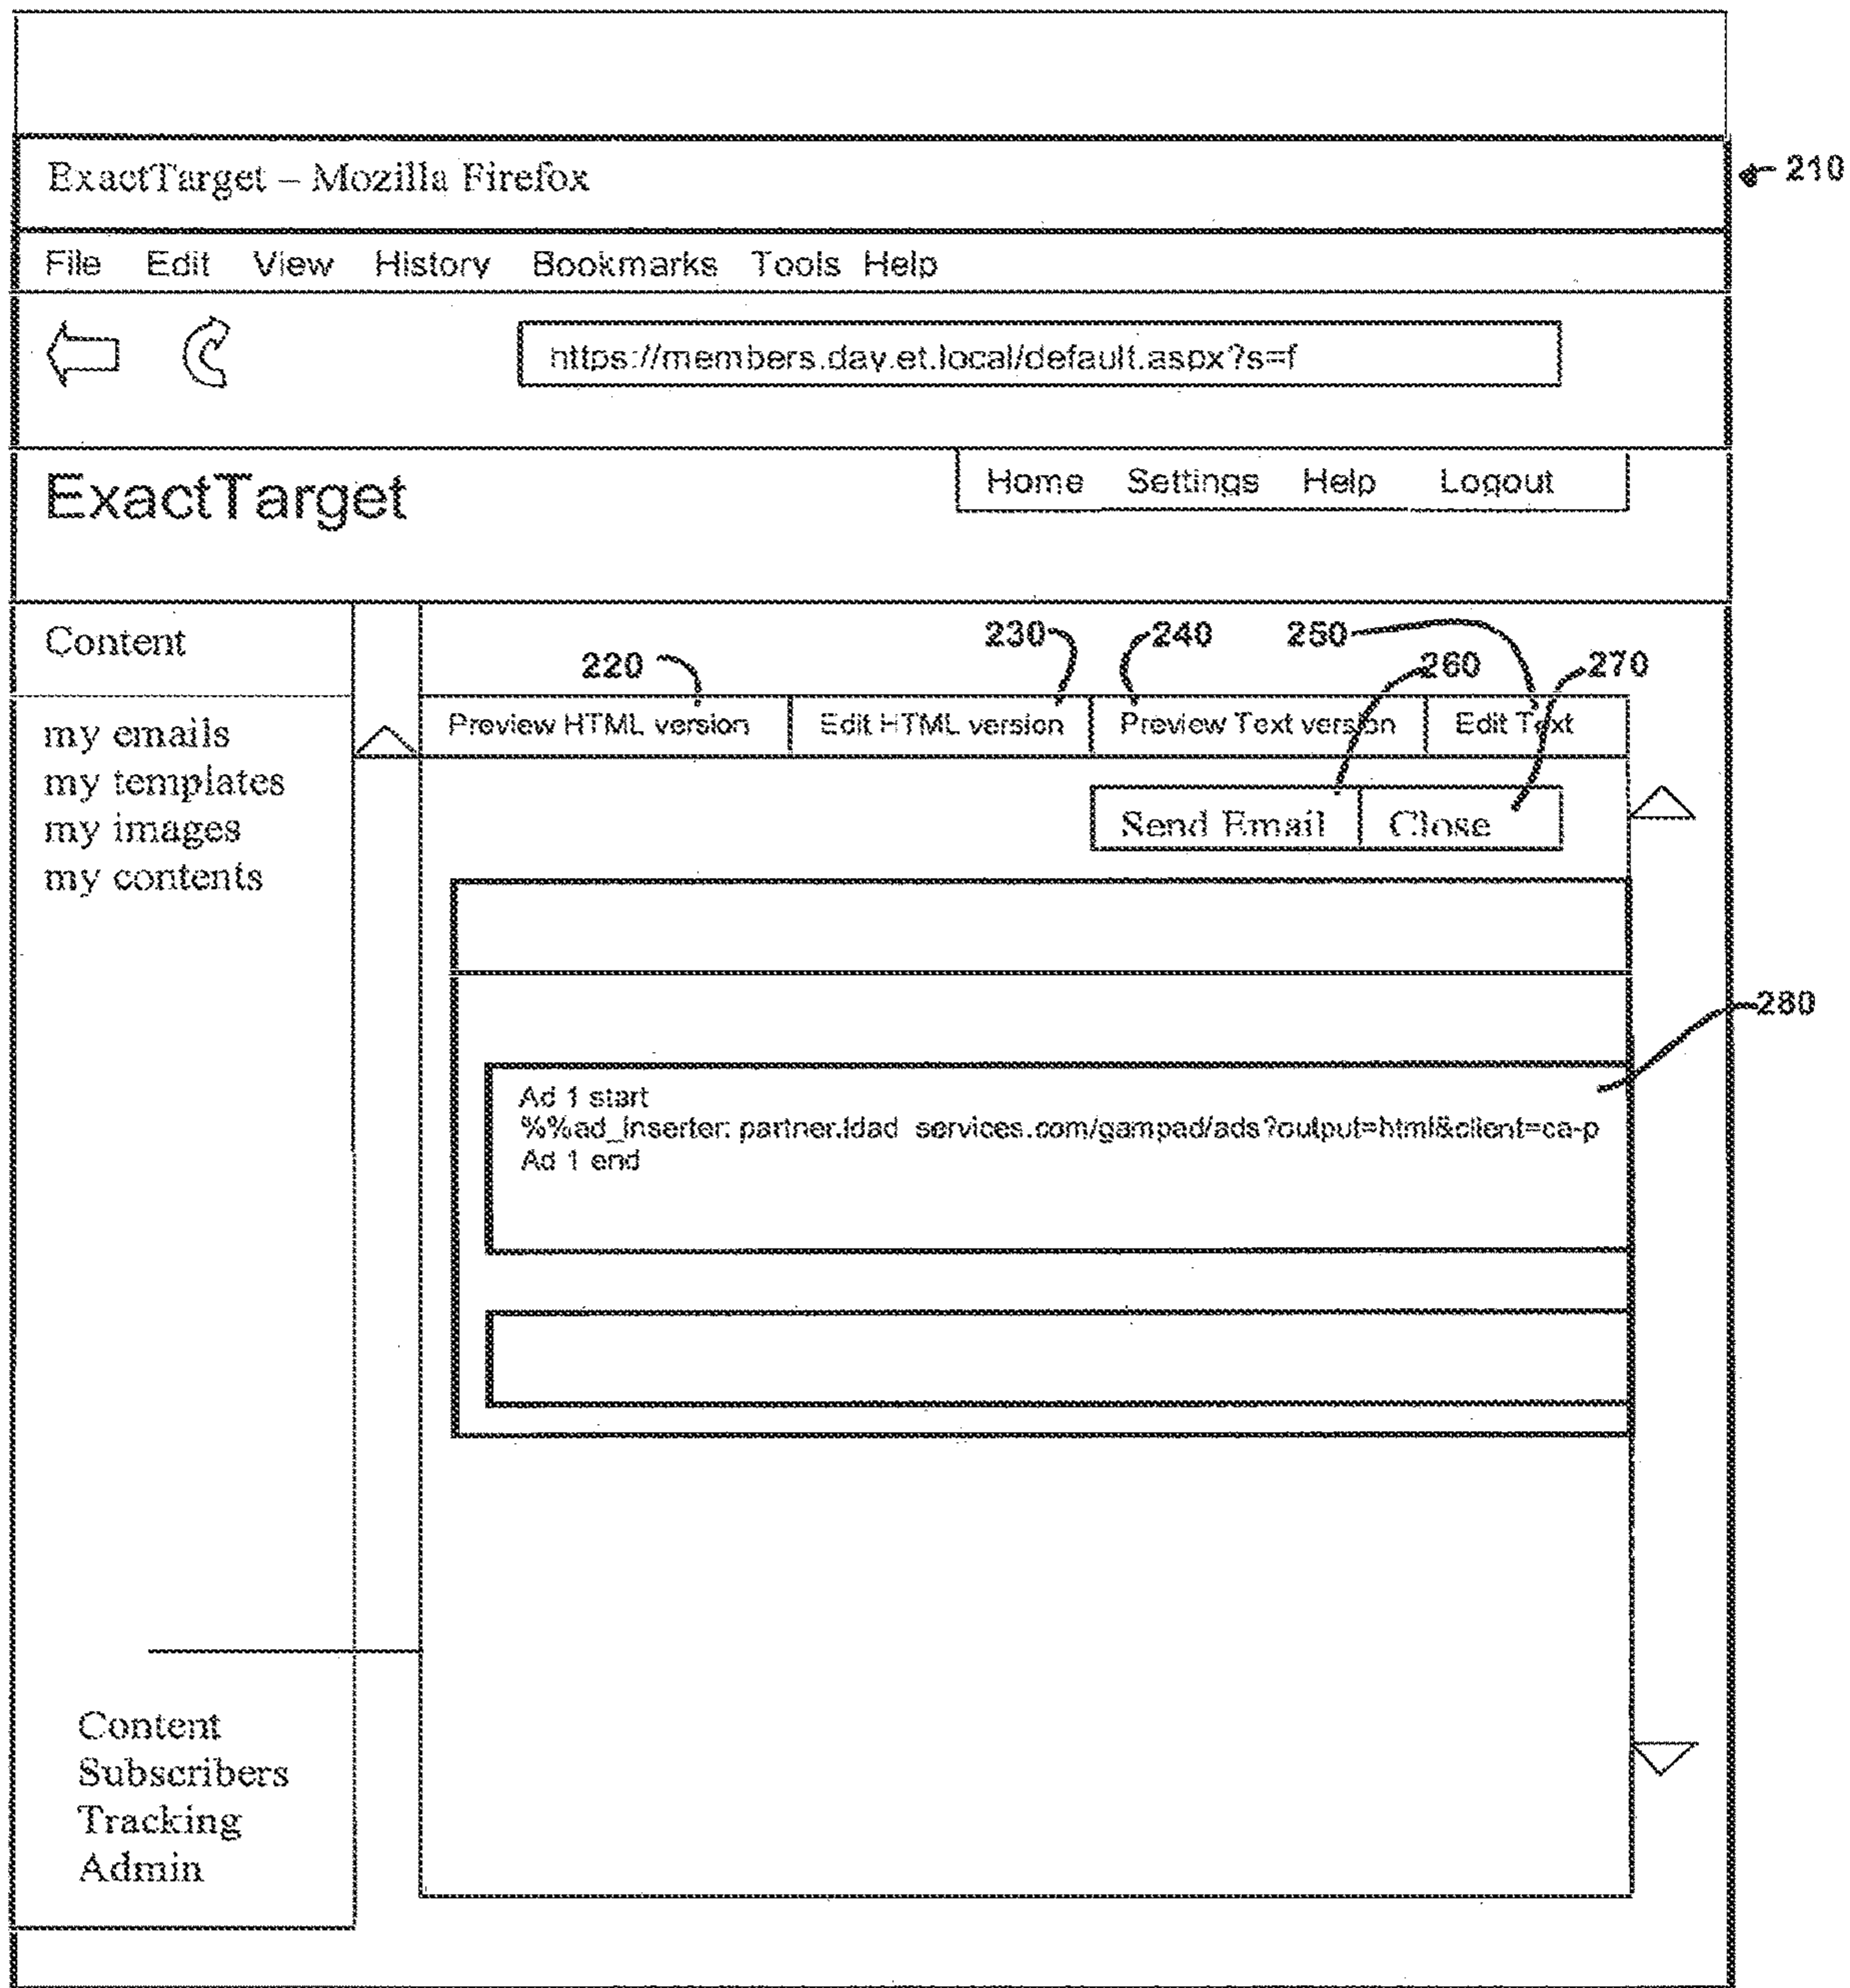 ExactTarget – Mozilla Firefox
210
File Edit View History Bookmarks Tools Help
https://members.day.et.local/default.aspx?s=f
ExactTarget
Home Settings Help Logout
Content
220
230
240
250
260
270
Preview HTML version
Edit HTML version
Preview Text version
Edit Text
my emails
my templates
my images
my contents
Send Email
Close
280
Ad 1 start
%%ad_inserter: partner.ldad services.com/gampad/ads?output=html&client=ca-p
Ad 1 end
Content
Subscribers
Tracking
Admin